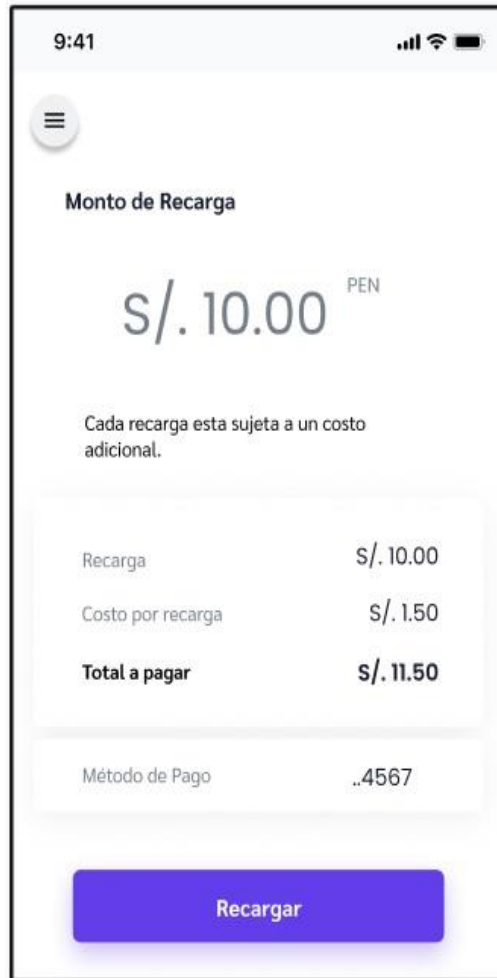 9:41
Monto de Recarga
S/. 10.00 PEN
Cada recarga esta sujeta a un costo
adicional.
Recarga S/. 10.00
Costo por recarga S/. 1.50
Total a pagar S/. 11.50
Método de Pago ..4567
Recargar